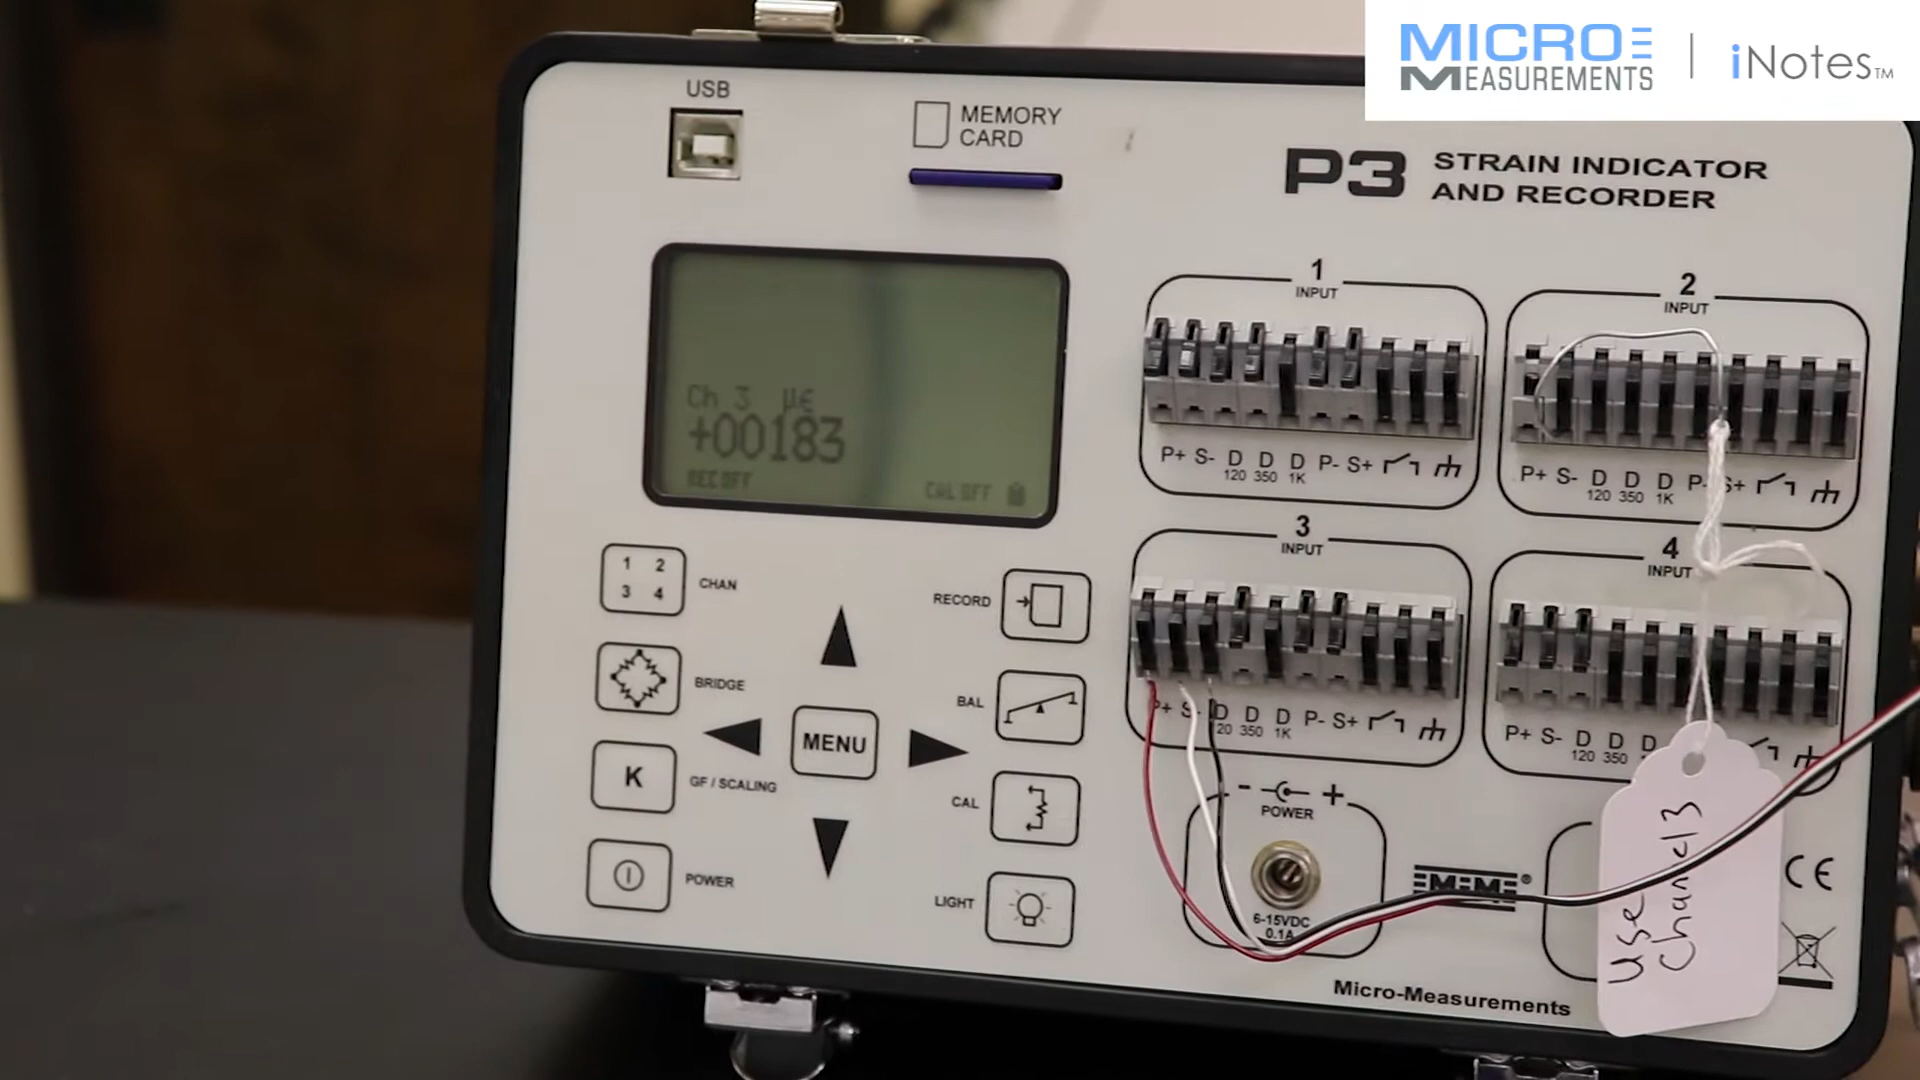 MICRO
MEASUREMENTS
iNotes™
USB
MEMORY
CARD
P3
STRAIN INDICATOR
AND RECORDER
1
INPUT
P+ S- D D D P- S+
120 350 1K
2
INPUT
P+ S- D D D P- S+
120 350 1K
Ch 3 µε
+00183
REC OFF
CAL OFF
3
INPUT
P+ S- D D D P- S+
120 350 1K
4
INPUT
P+ S- D D D
120 350
1 2
3 4
CHAN
RECORD
BRIDGE
BAL
MENU
K
GF / SCALING
CAL
POWER
LIGHT
- +
POWER
6-15VDC
0.1A
MM®
CE
Use
Channel 3
Micro-Measurements